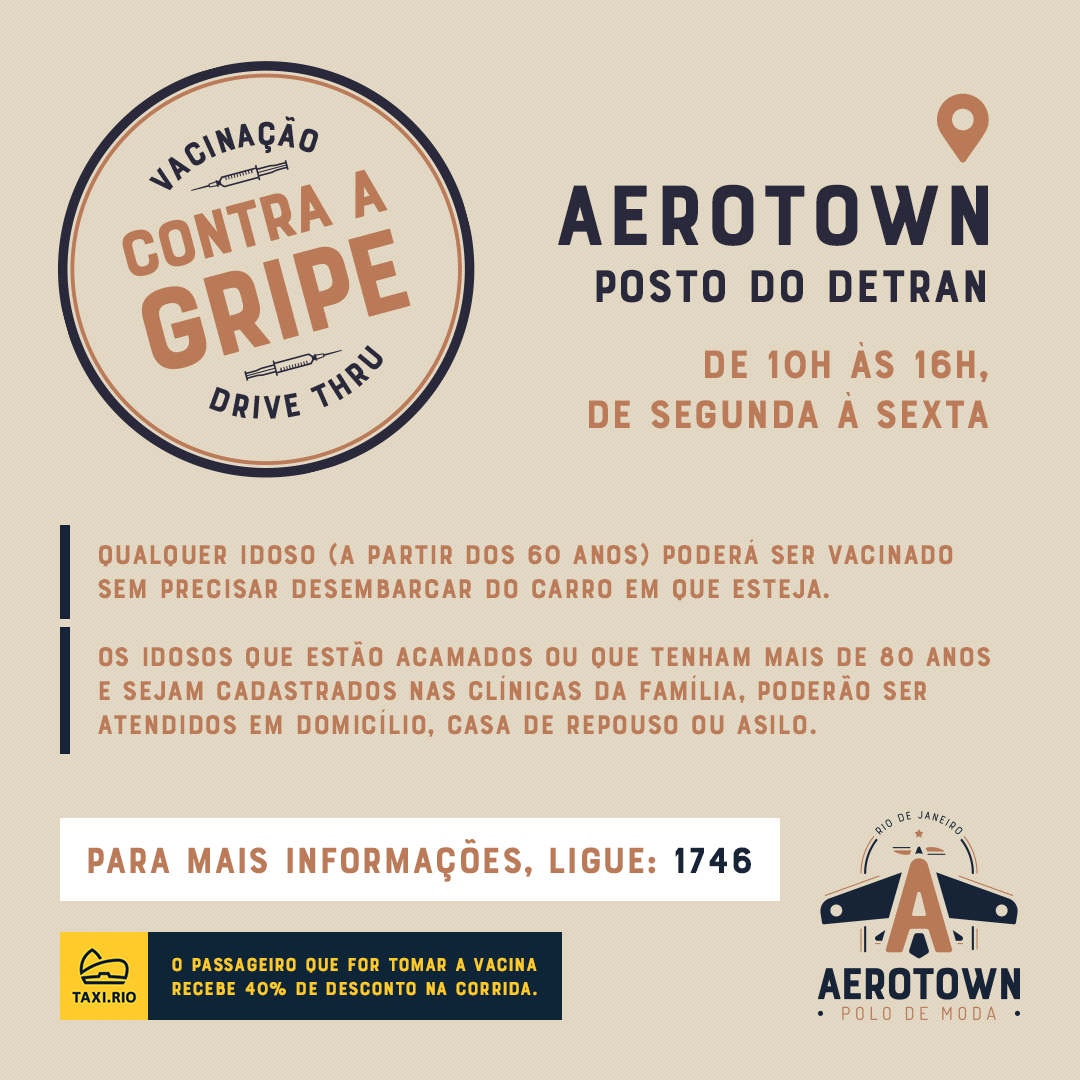 VACINAÇÃO
CONTRA A
GRIPE
DRIVE THRU
AEROTOWN
POSTO DO DETRAN
DE 10H ÀS 16H,
DE SEGUNDA À SEXTA
QUALQUER IDOSO (A PARTIR DOS 60 ANOS) PODERÁ SER VACINADO
SEM PRECISAR DESEMBARCAR DO CARRO EM QUE ESTEJA.
OS IDOSOS QUE ESTÃO ACAMADOS OU QUE TENHAM MAIS DE 80 ANOS
E SEJAM CADASTRADOS NAS CLÍNICAS DA FAMÍLIA, PODERÃO SER
ATENDIDOS EM DOMICÍLIO, CASA DE REPOUSO OU ASILO.
PARA MAIS INFORMAÇÕES, LIGUE: 1746
TAXI.RIO
O PASSAGEIRO QUE FOR TOMAR A VACINA
RECEBE 40% DE DESCONTO NA CORRIDA.
RIO DE JANEIRO
A
AEROTOWN
• POLO DE MODA •